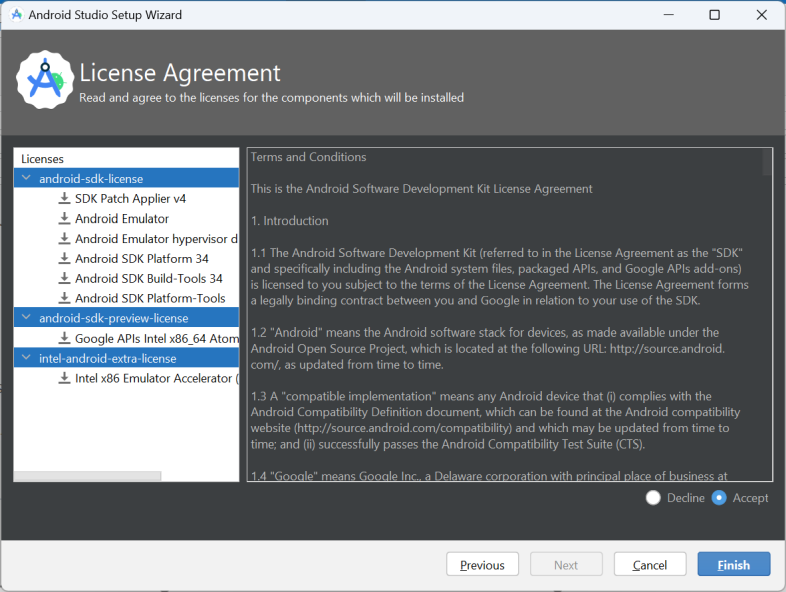 Android Studio Setup Wizard
License Agreement
Read and agree to the licenses for the components which will be installed
Licenses
android-sdk-license
SDK Patch Applier v4
Android Emulator
Android Emulator hypervisor d
Android SDK Platform 34
Android SDK Build-Tools 34
Android SDK Platform-Tools
android-sdk-preview-license
Google APIs Intel x86_64 Atom
intel-android-extra-license
Intel x86 Emulator Accelerator (
Terms and Conditions
This is the Android Software Development Kit License Agreement
1. Introduction
1.1 The Android Software Development Kit (referred to in the License Agreement as the "SDK"
and specifically including the Android system files, packaged APIs, and Google APIs add-ons)
is licensed to you subject to the terms of the License Agreement. The License Agreement forms
a legally binding contract between you and Google in relation to your use of the SDK.
1.2 "Android" means the Android software stack for devices, as made available under the
Android Open Source Project, which is located at the following URL: http://source.android.
com/, as updated from time to time.
1.3 A "compatible implementation" means any Android device that (i) complies with the
Android Compatibility Definition document, which can be found at the Android compatibility
website (http://source.android.com/compatibility) and which may be updated from time to
time; and (ii) successfully passes the Android Compatibility Test Suite (CTS).
1.4 "Google" means Google Inc., a Delaware corporation with principal place of business at
Decline
Accept
Previous
Next
Cancel
Finish